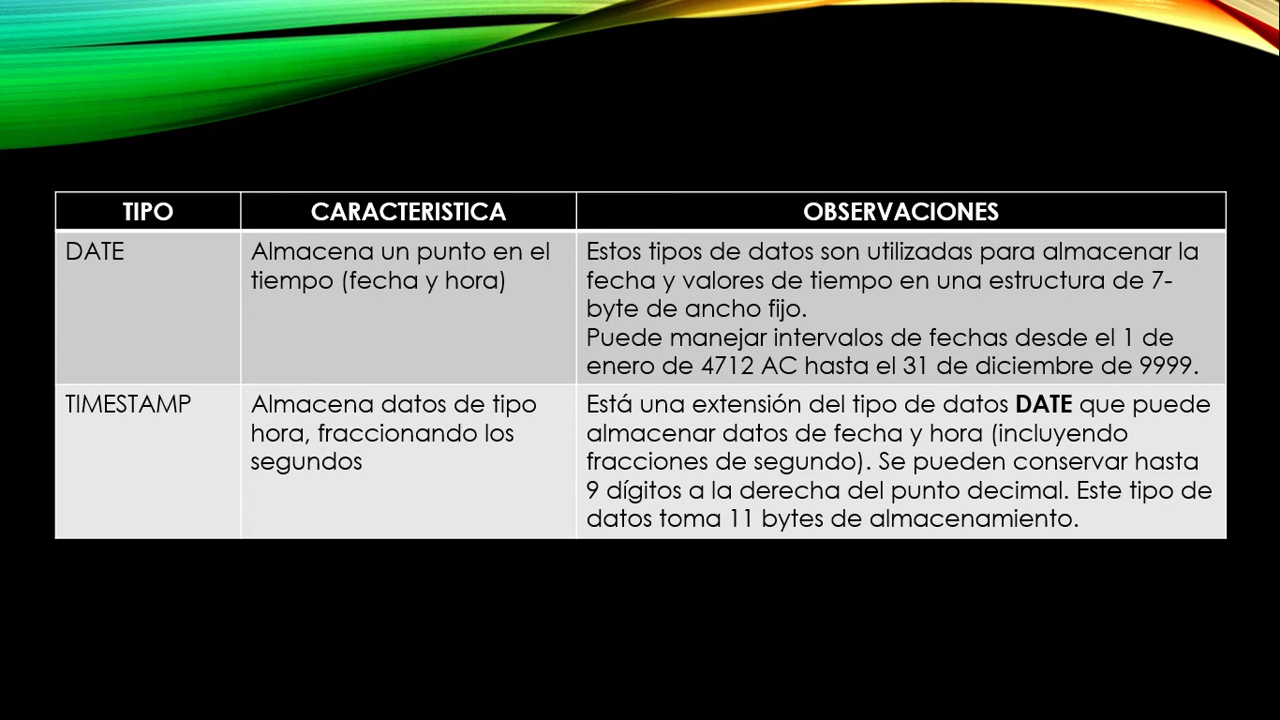 TIPO
CARACTERISTICA
OBSERVACIONES
DATE
Almacena un punto en el
tiempo (fecha y hora)
Estos tipos de datos son utilizadas para almacenar la
fecha y valores de tiempo en una estructura de 7-
byte de ancho fijo.
Puede manejar intervalos de fechas desde el 1 de
enero de 4712 AC hasta el 31 de diciembre de 9999.
TIMESTAMP
Almacena datos de tipo
hora, fraccionando los
segundos
Está una extensión del tipo de datos DATE que puede
almacenar datos de fecha y hora (incluyendo
fracciones de segundo). Se pueden conservar hasta
9 dígitos a la derecha del punto decimal. Este tipo de
datos toma 11 bytes de almacenamiento.